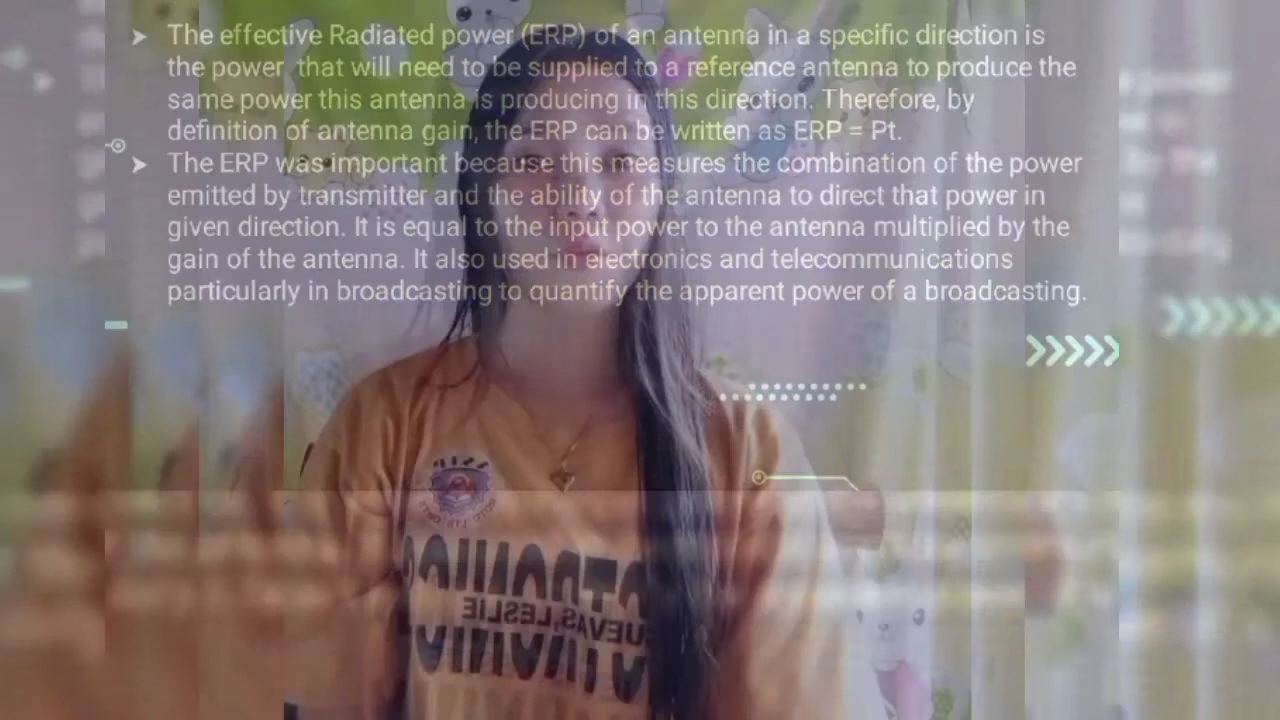 The effective Radiated power (ERP) of an antenna in a specific direction is
the power that will need to be supplied to a reference antenna to produce the
same power this antenna is producing in this direction. Therefore, by
definition of antenna gain, the ERP can be written as ERP = Pt.
The ERP was important because this measures the combination of the power
emitted by transmitter and the ability of the antenna to direct that power in
given direction. It is equal to the input power to the antenna multiplied by the
gain of the antenna. It also used in electronics and telecommunications
particularly in broadcasting to quantify the apparent power of a broadcasting.
UEVAS, LESLIE